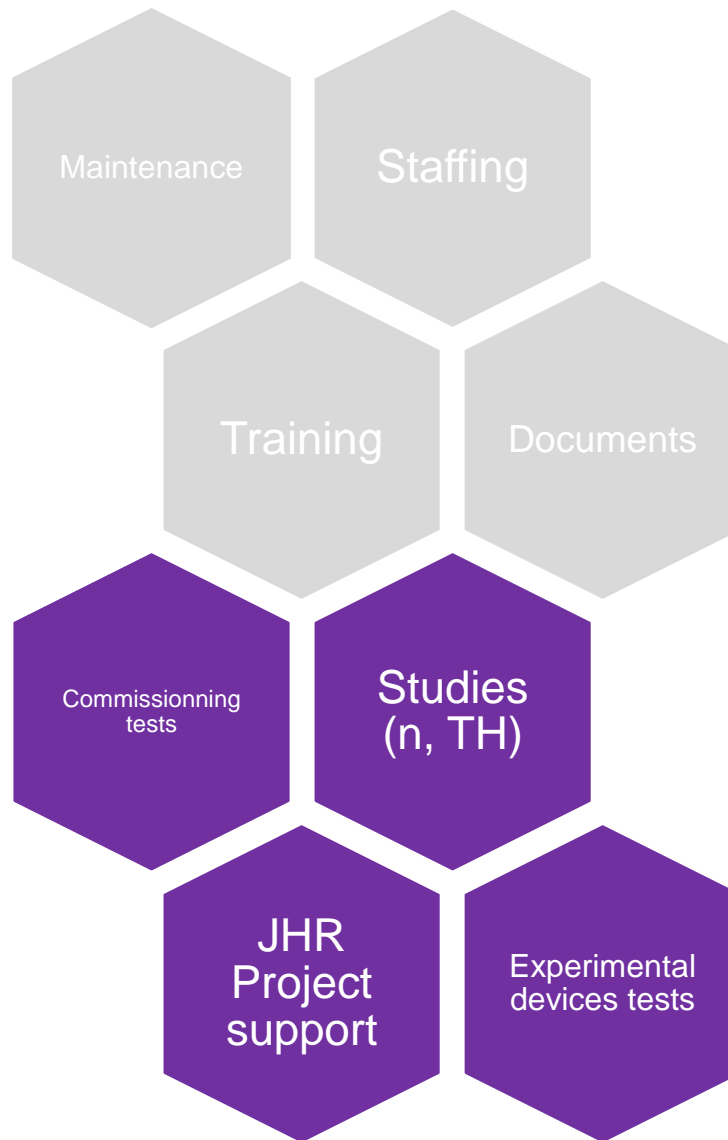 Maintenance
Staffing
Training
Documents
Commissionning
tests
Studies
(n, TH)
JHR
Project
support
Experimental
devices tests